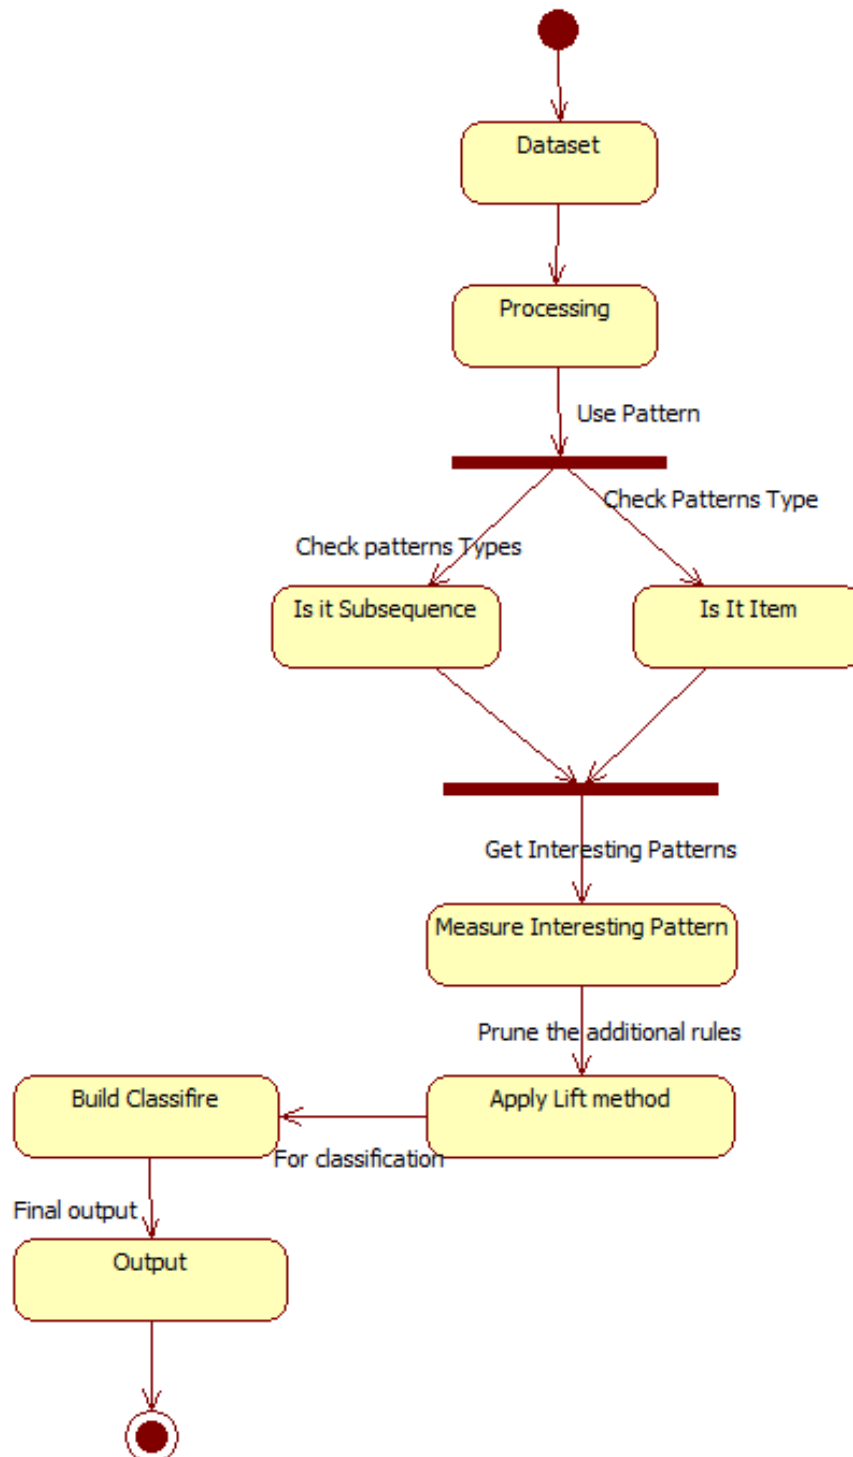 Dataset
Processing
Use Pattern
Check Patterns Type
Check patterns Types
Is it Subsequence
Is It Item
Get Interesting Patterns
Measure Interesting Pattern
Prune the additional rules
Build Classifire
Apply Lift method
For classification
Final output
Output